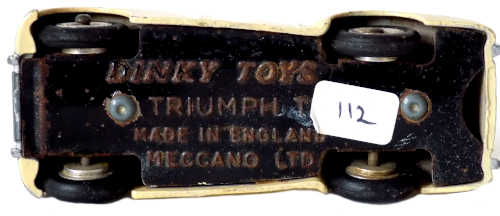 DINKY TOYS
TRIUMPH T
112
MADE IN ENGLAND
MECCANO LTD